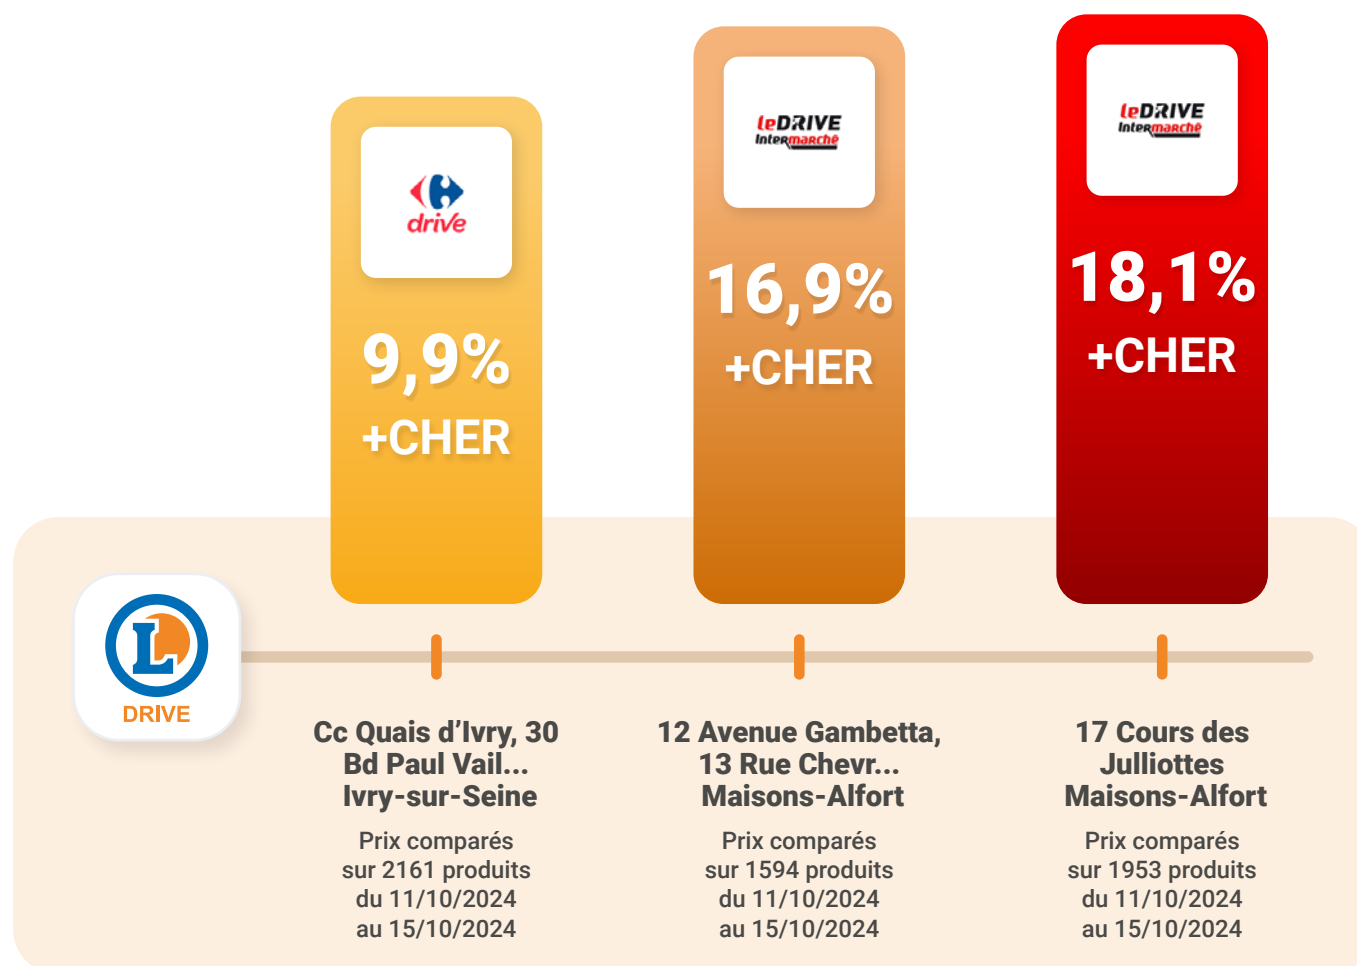 drive
9,9%
+CHER
leDRIVE
Intermarché
16,9%
+CHER
leDRIVE
Intermarché
18,1%
+CHER
L
DRIVE
Cc Quais d’Ivry, 30
Bd Paul Vail...
Ivry-sur-Seine
Prix comparés
sur 2161 produits
du 11/10/2024
au 15/10/2024
12 Avenue Gambetta,
13 Rue Chevr...
Maisons-Alfort
Prix comparés
sur 1594 produits
du 11/10/2024
au 15/10/2024
17 Cours des
Julliottes
Maisons-Alfort
Prix comparés
sur 1953 produits
du 11/10/2024
au 15/10/2024